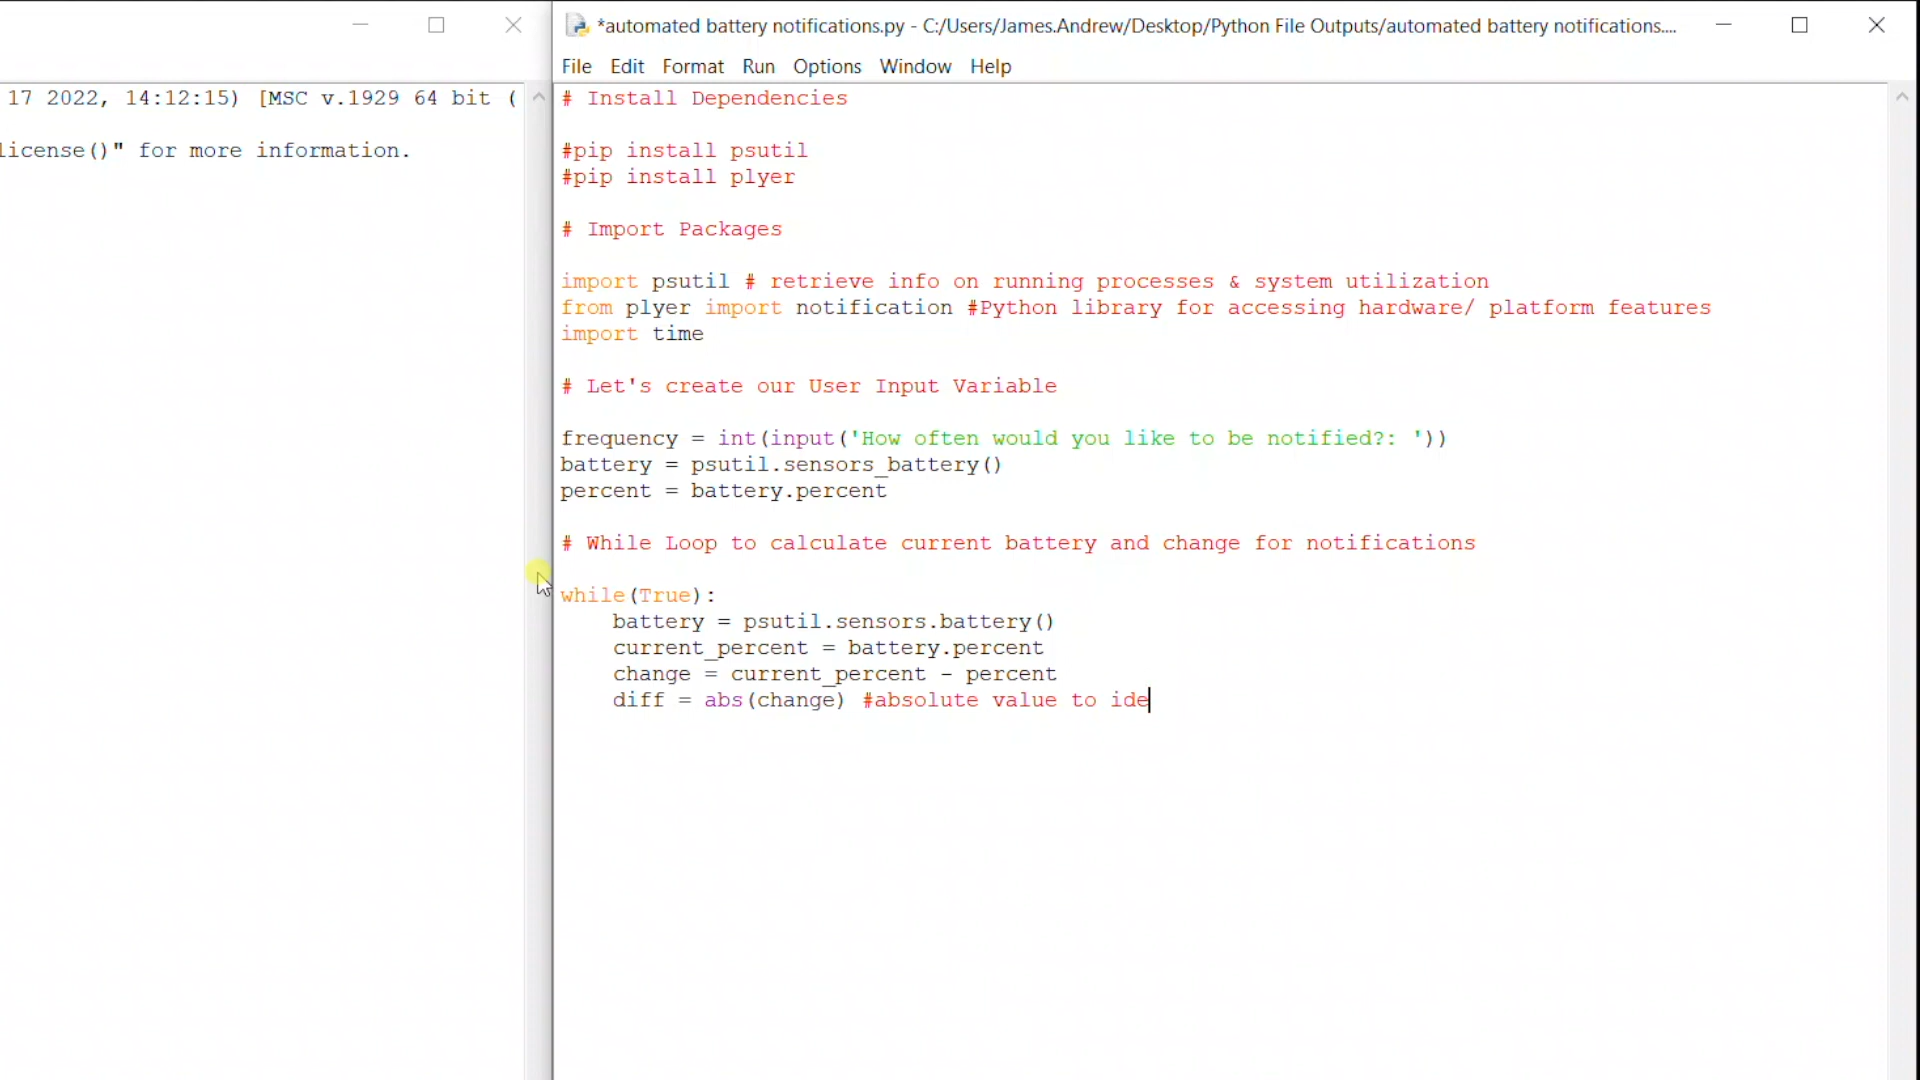 17 2022, 14:12:15) [MSC v.1929 64 bit (
license()" for more information.
*automated battery notifications.py - C:/Users/James.Andrew/Desktop/Python File Outputs/automated battery notifications....
File Edit Format Run Options Window Help
# Install Dependencies
#pip install psutil
#pip install plyer
# Import Packages
import psutil # retrieve info on running processes & system utilization
from plyer import notification #Python library for accessing hardware/ platform features
import time
# Let's create our User Input Variable
frequency = int(input('How often would you like to be notified?: '))
battery = psutil.sensors_battery()
percent = battery.percent
# While Loop to calculate current battery and change for notifications
while(True):
    battery = psutil.sensors.battery()
    current_percent = battery.percent
    change = current_percent - percent
    diff = abs(change) #absolute value to ide